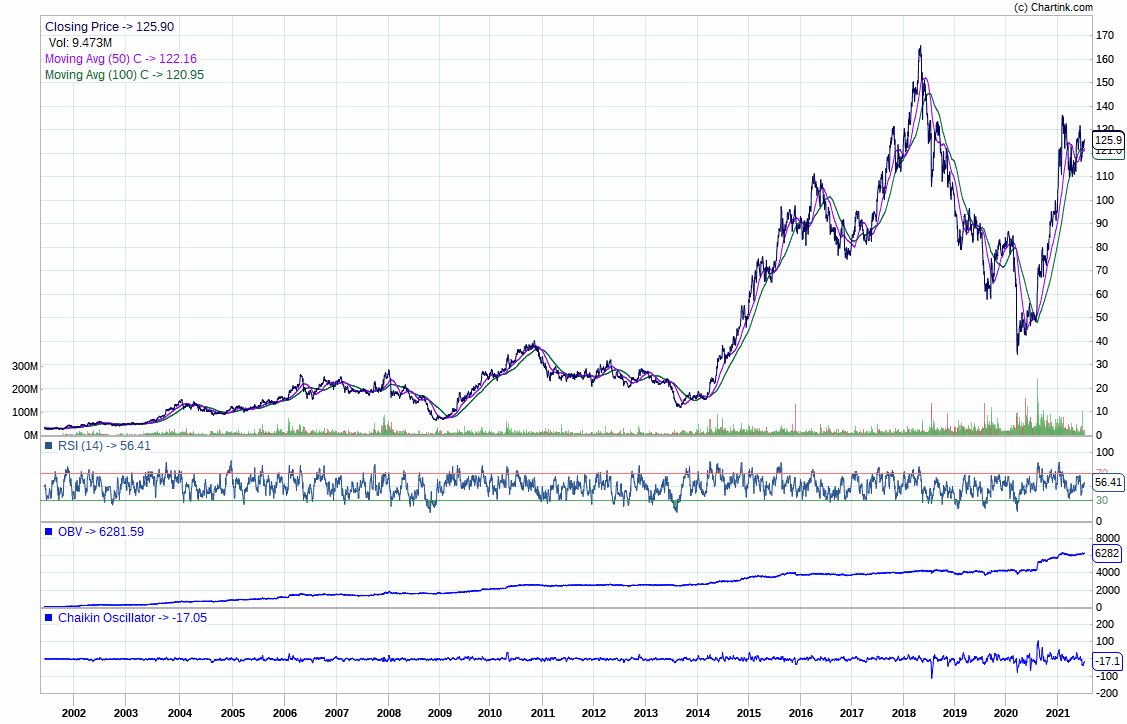 (c) Chartink.com
Closing Price -> 125.90
Vol: 9.473M
Moving Avg (50) C -> 122.16
Moving Avg (100) C -> 120.95
170
160
150
140
130
125.9
121.0
110
100
90
80
70
60
50
40
30
20
10
0
300M
200M
100M
0M
RSI (14) -> 56.41
100
70
56.41
30
0
OBV -> 6281.59
8000
6282
4000
2000
0
Chaikin Oscillator -> -17.05
200
100
-17.1
-100
-200
2002 2003 2004 2005 2006 2007 2008 2009 2010 2011 2012 2013 2014 2015 2016 2017 2018 2019 2020 2021